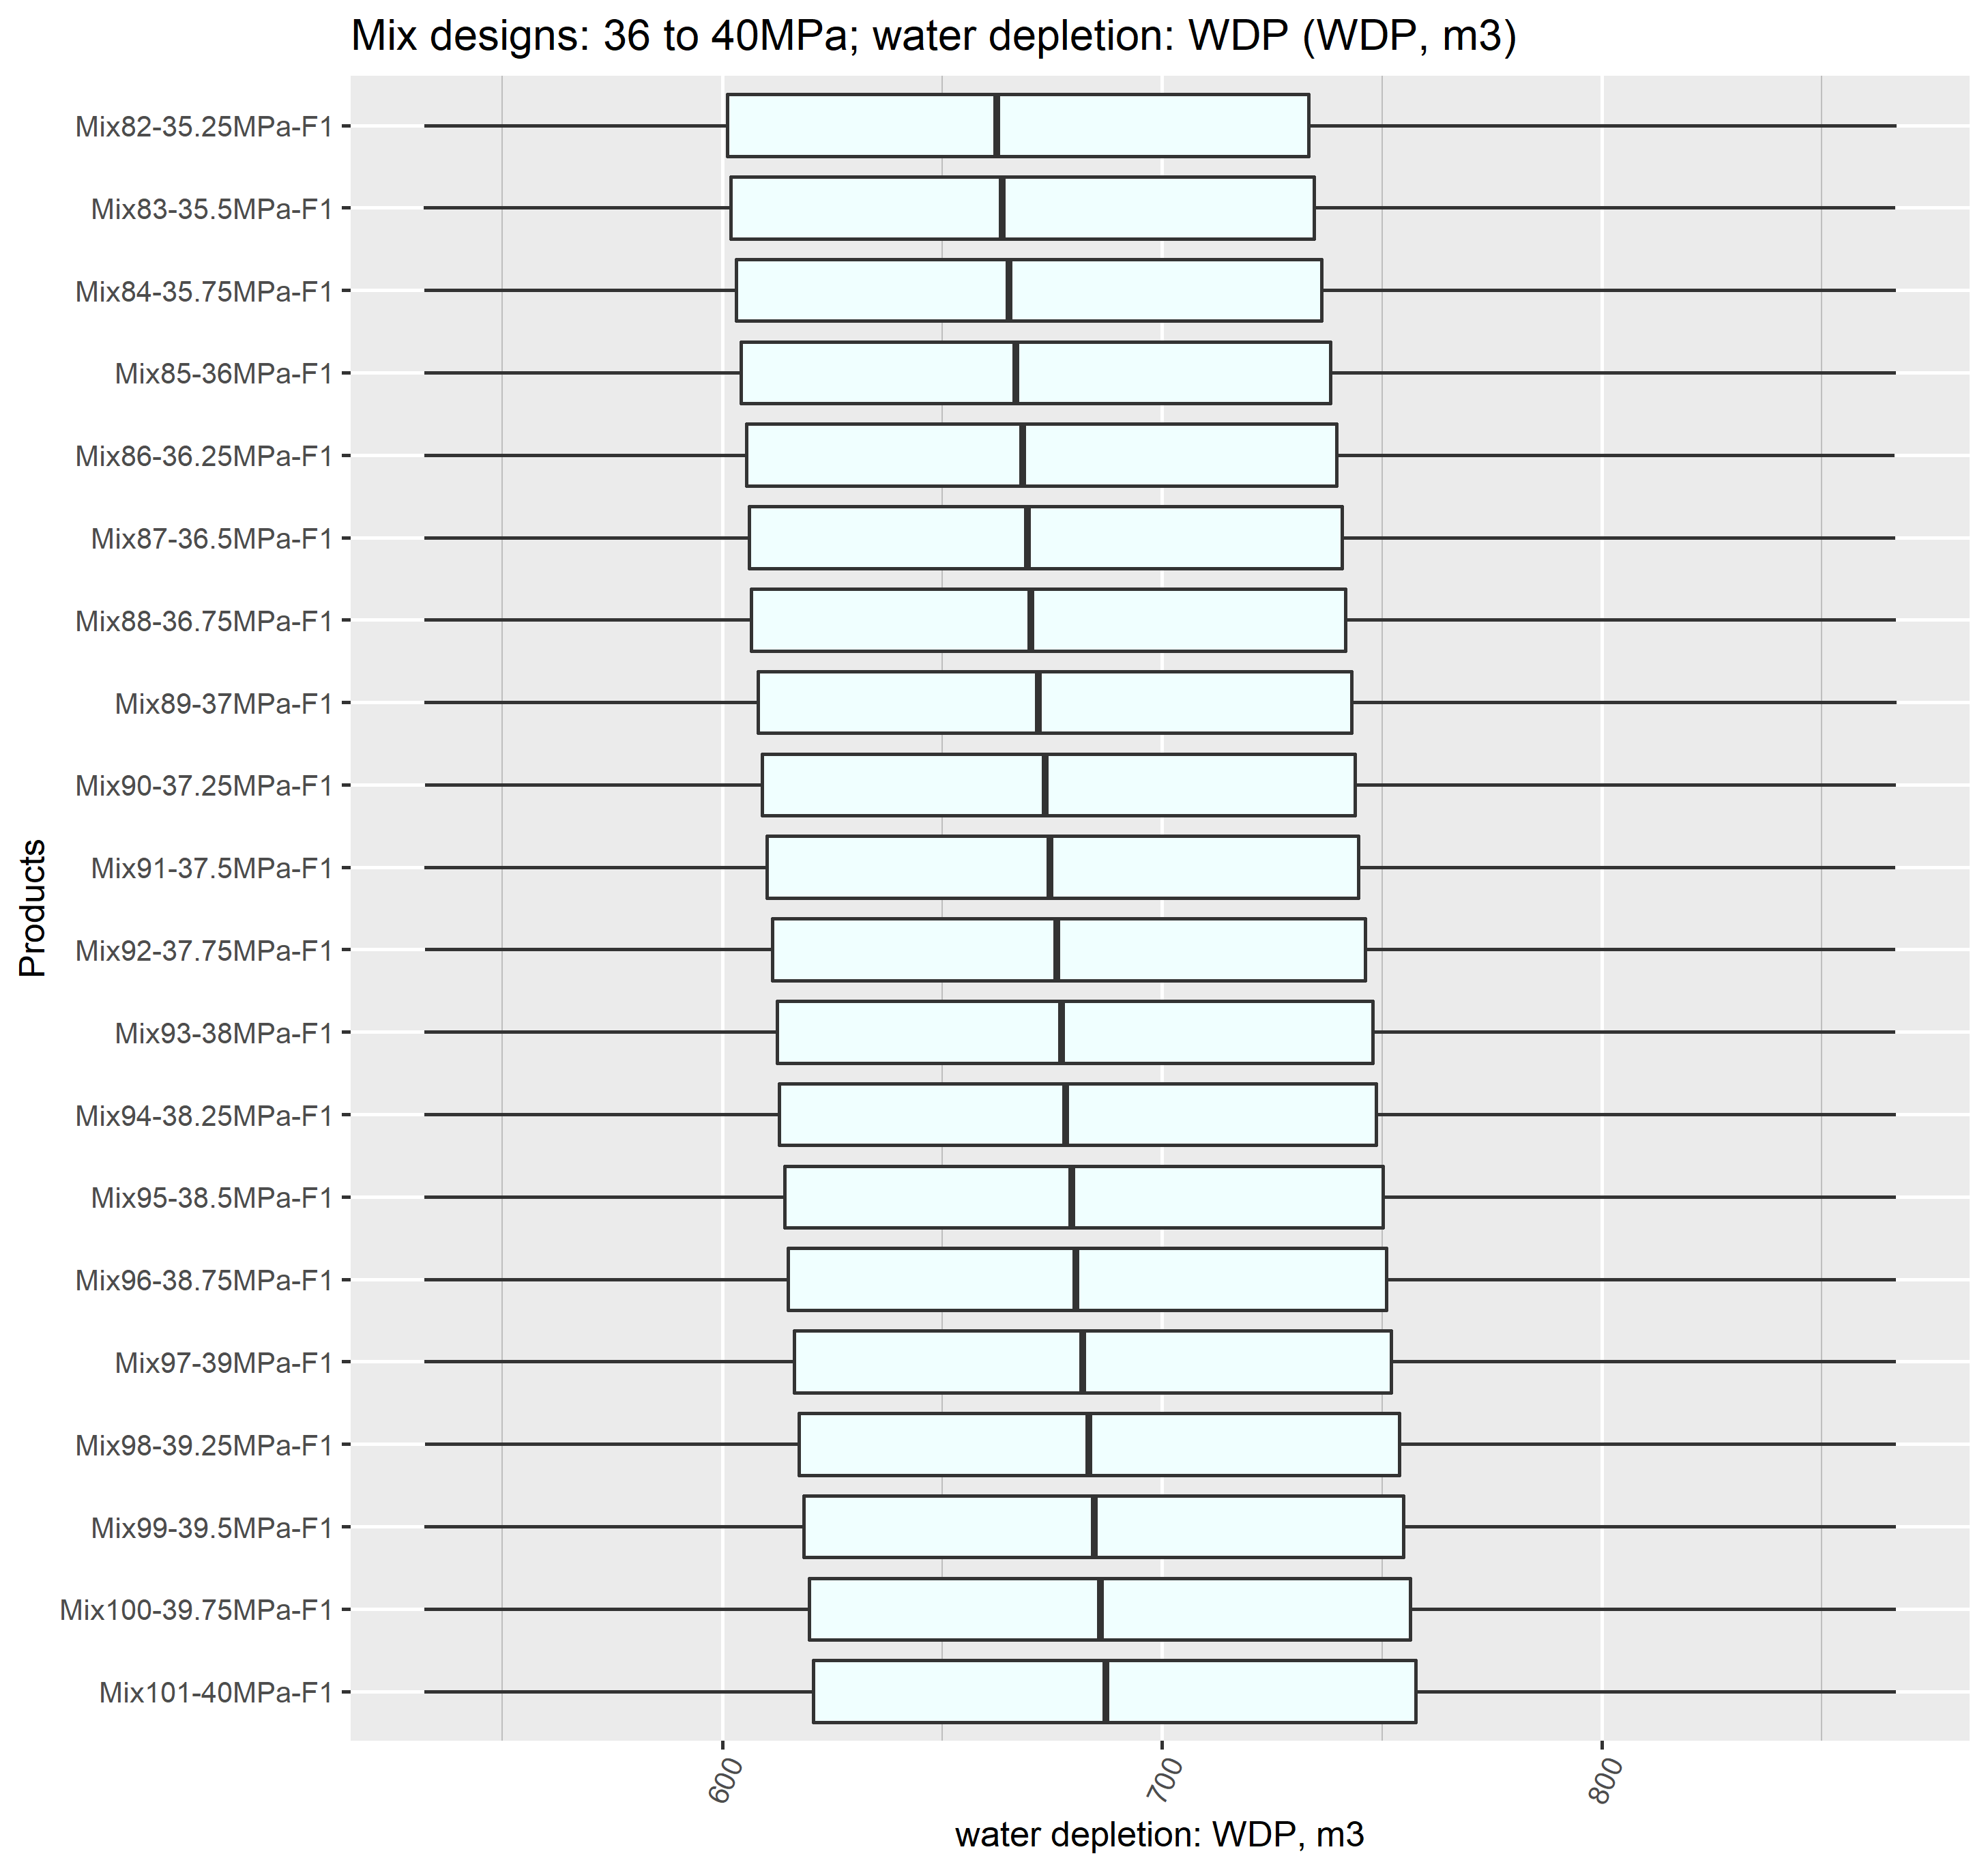 Mix designs: 36 to 40MPa; water depletion: WDP (WDP, m3)
Mix82-35.25MPa-F1
Mix83-35.5MPa-F1
Mix84-35.75MPa-F1
Mix85-36MPa-F1
Mix86-36.25MPa-F1
Mix87-36.5MPa-F1
Mix88-36.75MPa-F1
Mix89-37MPa-F1
Mix90-37.25MPa-F1
Mix91-37.5MPa-F1
Mix92-37.75MPa-F1
Mix93-38MPa-F1
Mix94-38.25MPa-F1
Mix95-38.5MPa-F1
Mix96-38.75MPa-F1
Mix97-39MPa-F1
Mix98-39.25MPa-F1
Mix99-39.5MPa-F1
Mix100-39.75MPa-F1
Mix101-40MPa-F1
Products
600
700
800
water depletion: WDP, m3